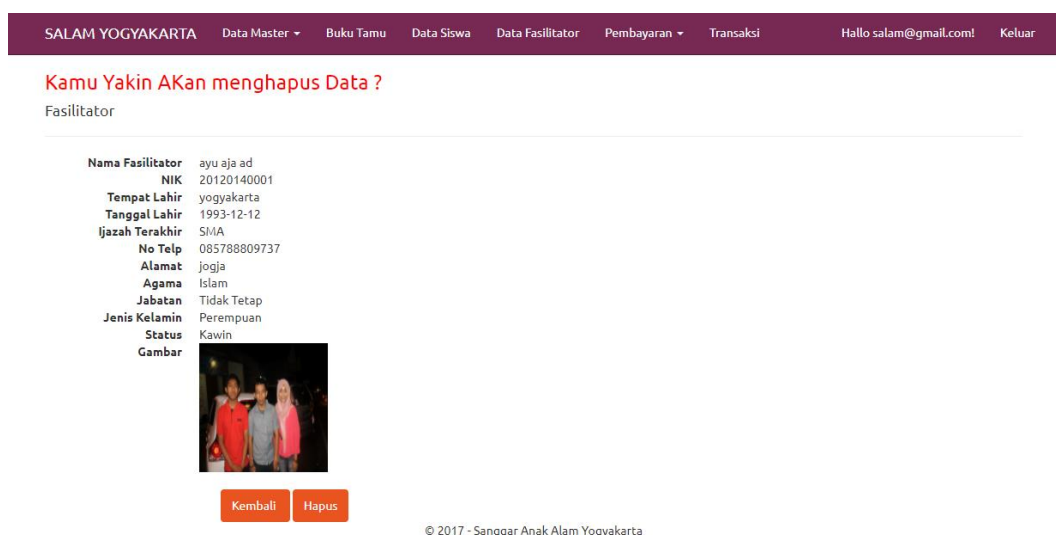 SALAM YOGYAKARTA Data Master Buku Tamu Data Siswa Data Fasilitator Pembayaran Transaksi Hallo salam@gmail.com! Keluar
Kamu Yakin AKan menghapus Data ?
Fasilitator
Nama Fasilitator ayu aja ad
NIK 20120140001
Tempat Lahir yogyakarta
Tanggal Lahir 1993-12-12
Ijazah Terakhir SMA
No Telp 085788809737
Alamat jogja
Agama Islam
Jabatan Tidak Tetap
Jenis Kelamin Perempuan
Status Kawin
Gambar
Kembali Hapus
© 2017 - Sanggar Anak Alam Yogyakarta